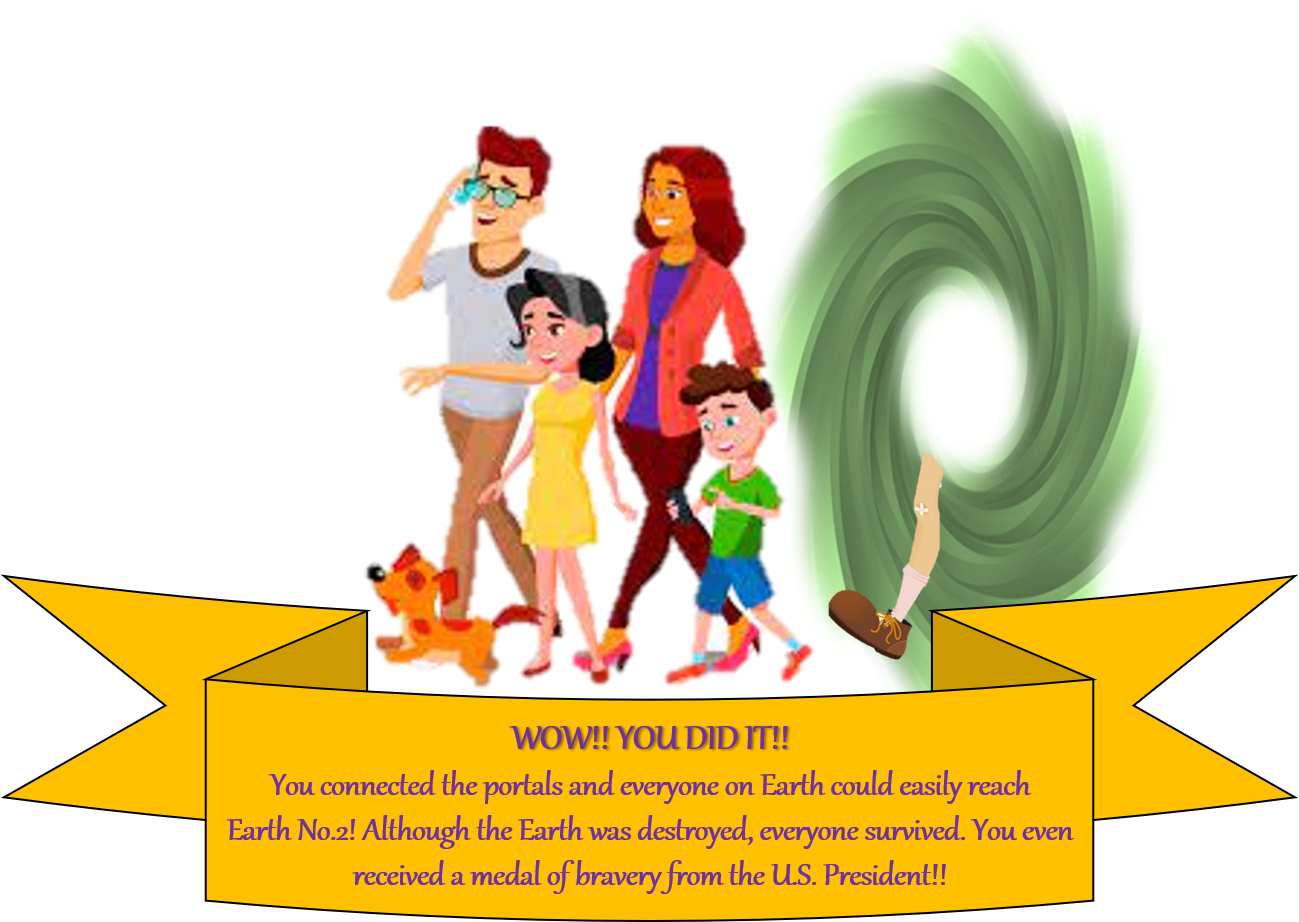 WOW!! YOU DID IT!!
You connected the portals and everyone on Earth could easily reach
Earth No.2! Although the Earth was destroyed, everyone survived. You even
received a medal of bravery from the U.S. President!!